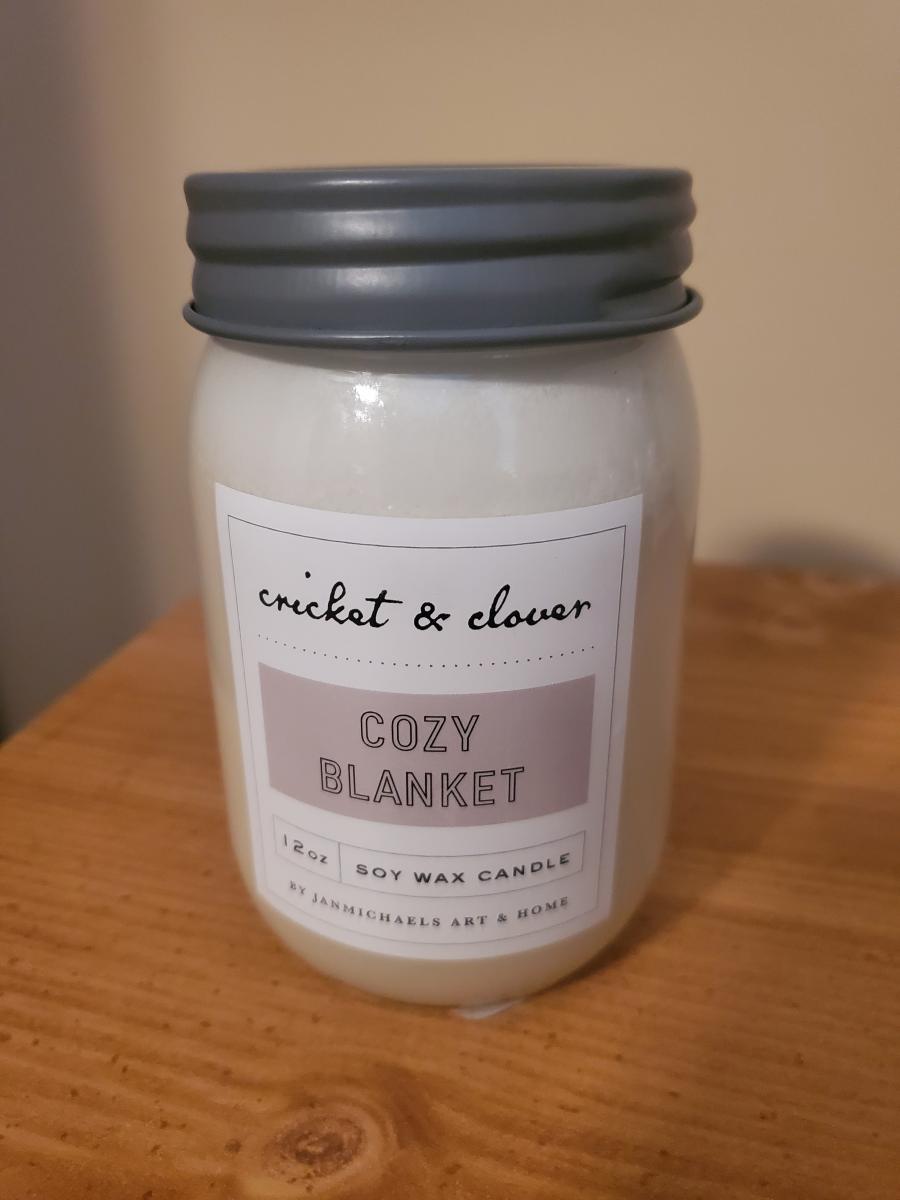 cricket & clover
COZY
BLANKET
12oz SOY WAX CANDLE
BY JANMICHAELS ART & HOME